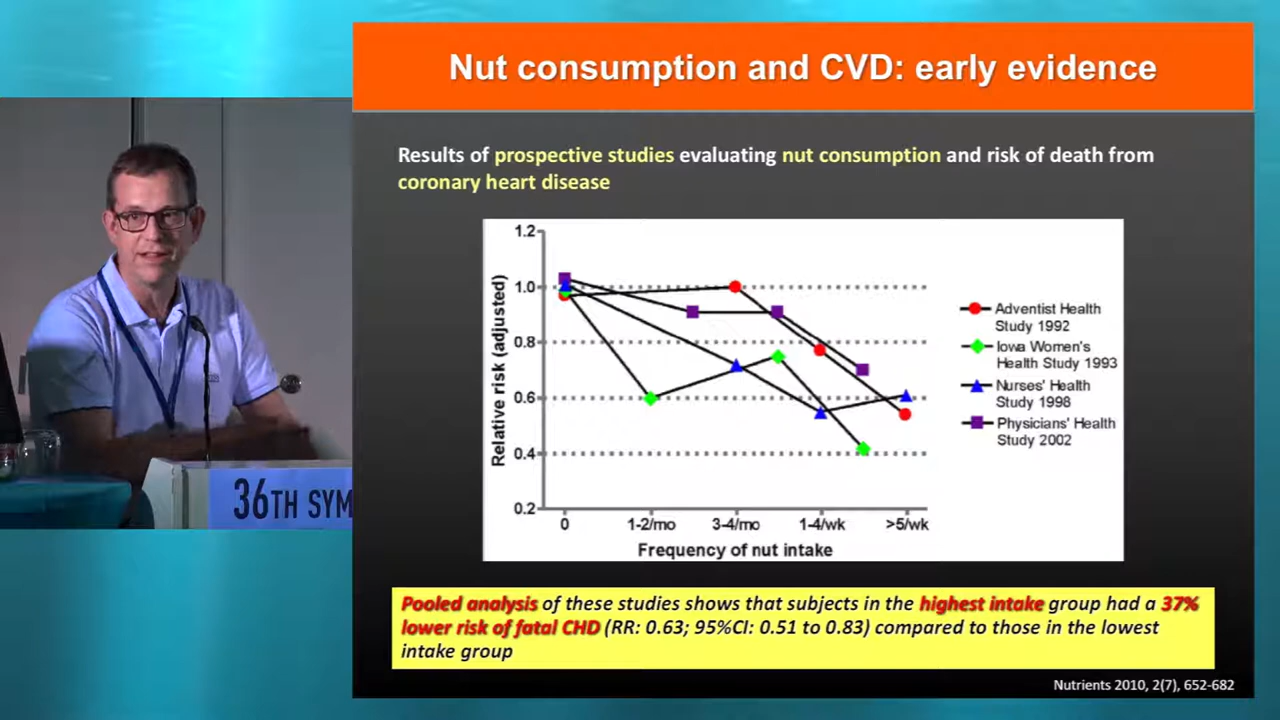 Nut consumption and CVD: early evidence
Results of prospective studies evaluating nut consumption and risk of death from
coronary heart disease
1.2
1.0
0.8
0.6
0.4
0.2
Relative risk (adjusted)
0 1-2/mo 3-4/mo 1-4/wk >5/wk
Frequency of nut intake
Adventist Health
Study 1992
Iowa Women's
Health Study 1993
Nurses' Health
Study 1998
Physicians' Health
Study 2002
Pooled analysis of these studies shows that subjects in the highest intake group had a 37%
lower risk of fatal CHD (RR: 0.63; 95%CI: 0.51 to 0.83) compared to those in the lowest
intake group
Nutrients 2010, 2(7), 652-682
36TH SYM